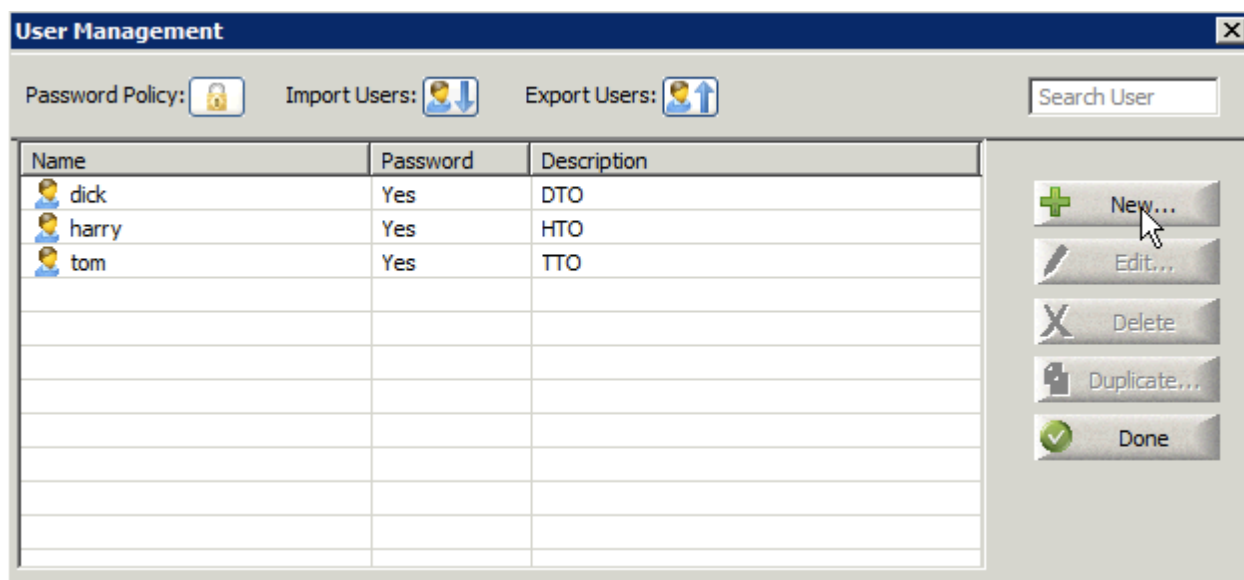 User Management
Password Policy: Import Users: Export Users: Search User
Name Password Description
dick Yes DTO
harry Yes HTO
tom Yes TTO
New...
Edit...
Delete
Duplicate...
Done